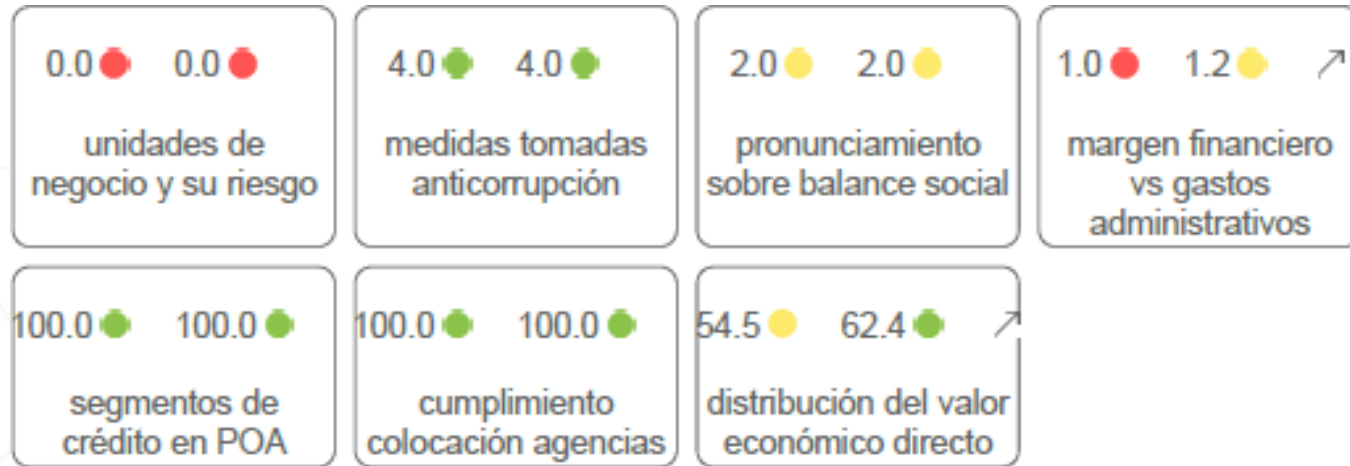 0.0 0.0
unidades de
negocio y su riesgo
4.0 4.0
medidas tomadas
anticorrupción
2.0 2.0
pronunciamiento
sobre balance social
1.0 1.2
margen financiero
vs gastos
administrativos
100.0 100.0
segmentos de
crédito en POA
100.0 100.0
cumplimiento
colocación agencias
54.5 62.4
distribución del valor
económico directo